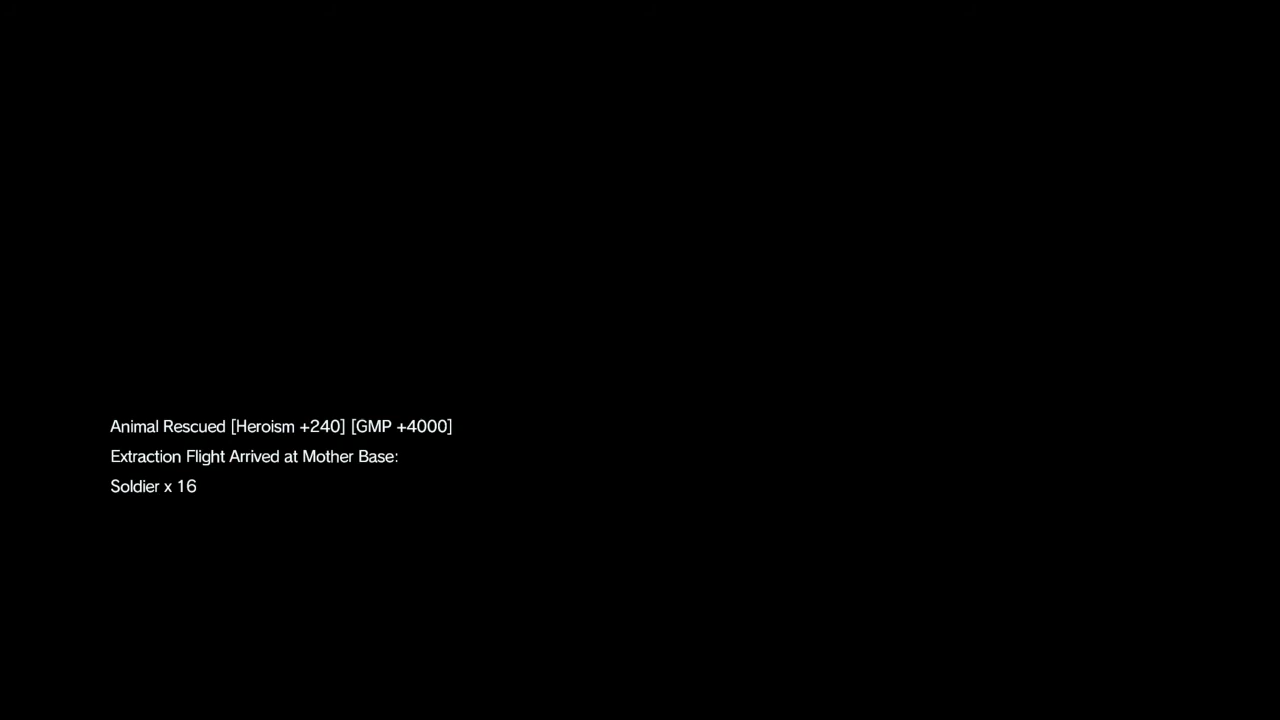 Animal Rescued [Heroism +240] [GMP +4000]
Extraction Flight Arrived at Mother Base:
Soldier x 16